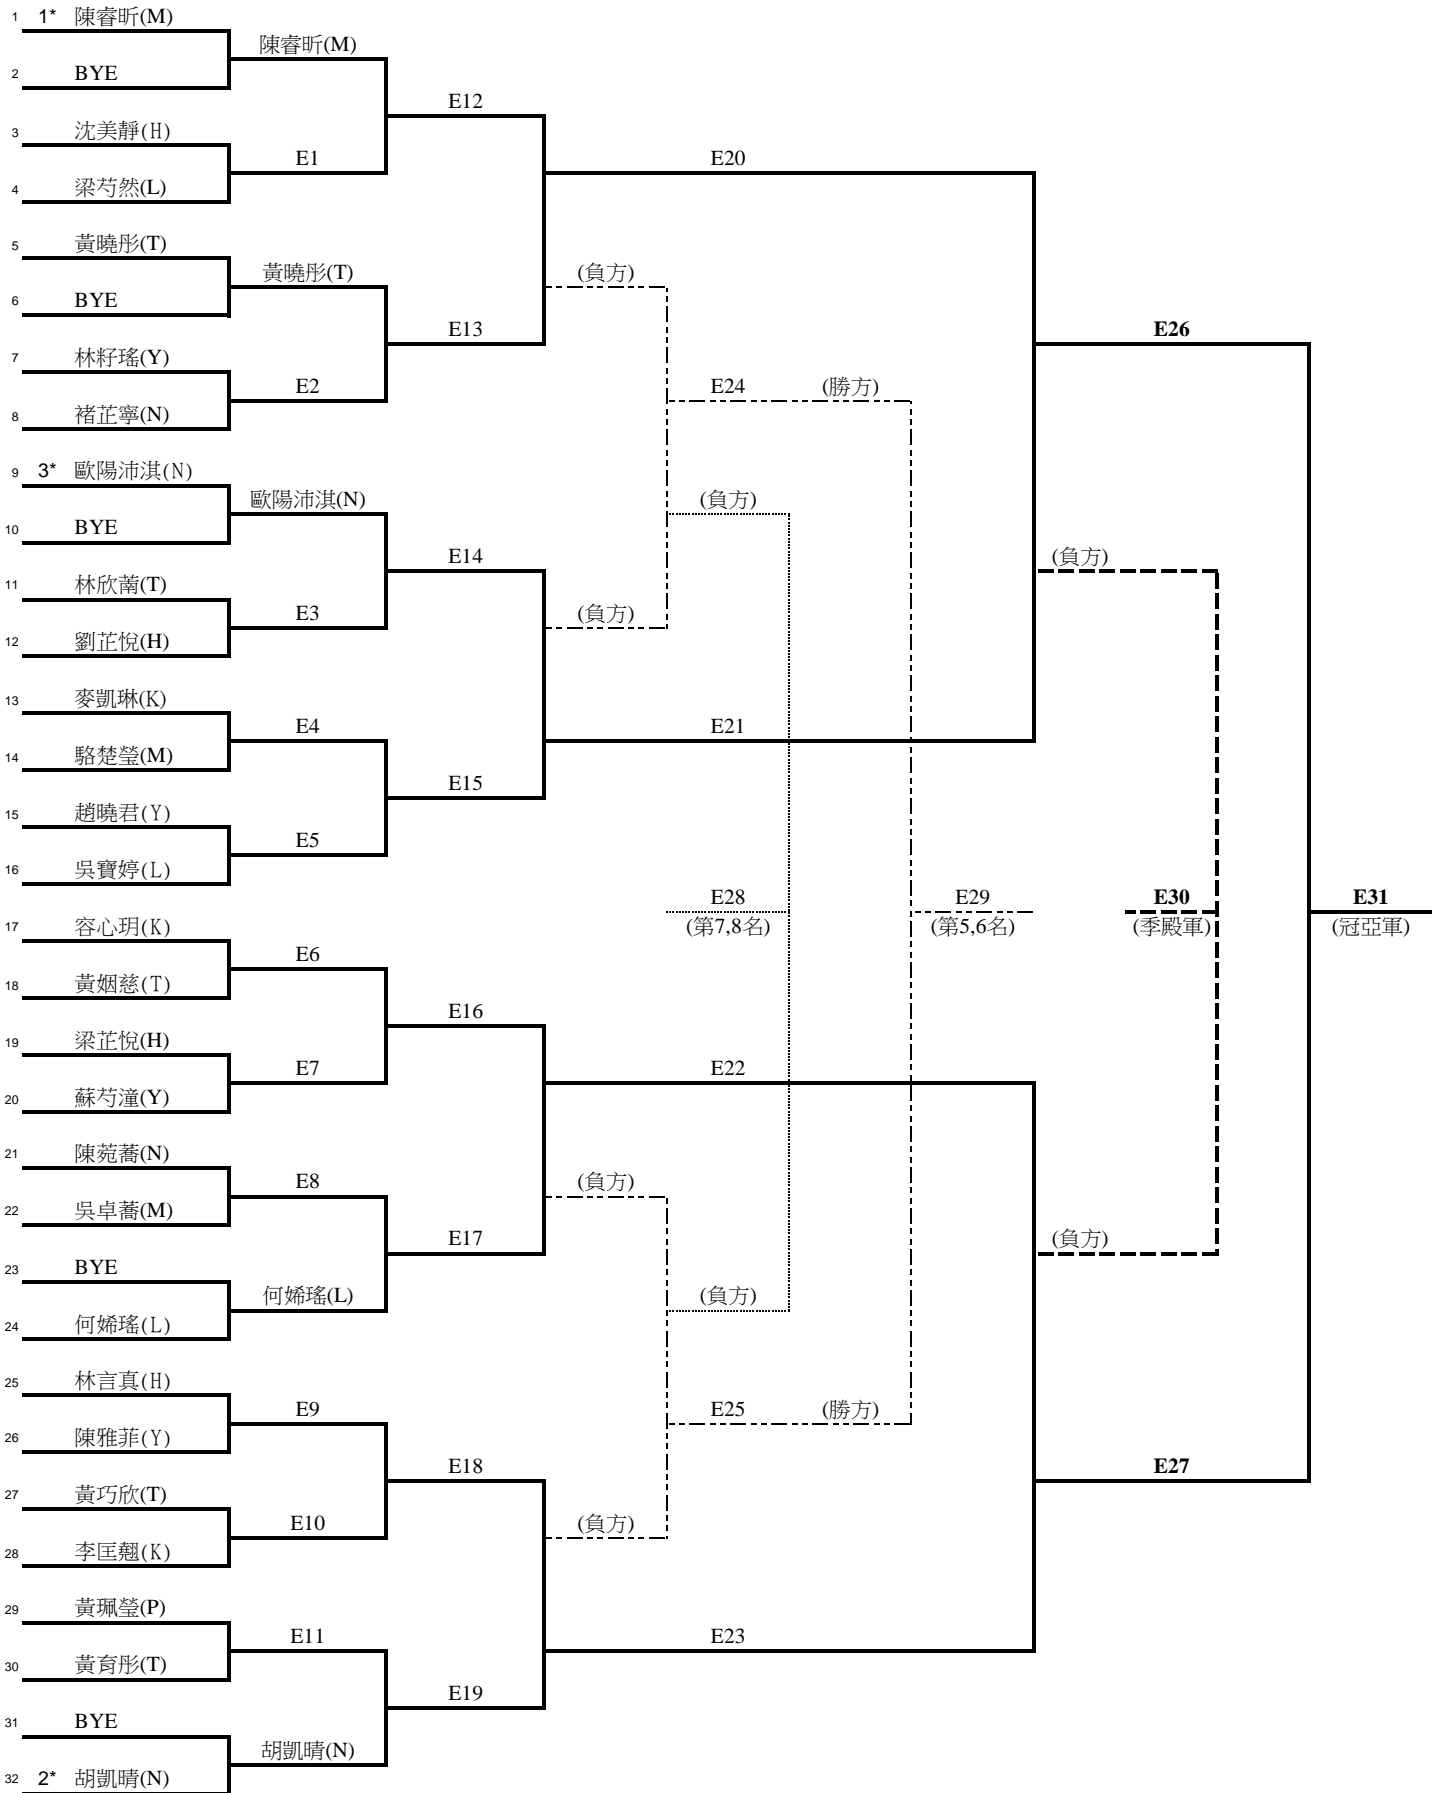 1 1* 陳睿昕(M)
陳睿昕(M)
2 BYE
E12
3 沈美靜(H)
E1 E20
4 梁芍然(L)
5 黃曉彤(T)
黃曉彤(T) (負方)
6 BYE
E13 E26
7 林籽瑤(Y)
E2 E24 (勝方)
8 褚芷寧(N)
9 3* 歐陽沛淇(N)
歐陽沛淇(N) (負方)
10 BYE
E14 (負方)
11 林欣薷(T)
E3 (負方)
12 劉芷悅(H)
13 麥凱琳(K)
E4 E21
14 駱楚瑩(M)
E15
15 趙曉君(Y)
E5
16 吳寶婷(L)
E28 E29 E30 E31
17 容心玥(K) (第7,8名) (第5,6名) (季殿軍) (冠亞軍)
E6
18 黃姻慈(T)
E16
19 梁芷悅(H)
E7 E22
20 蘇芍潼(Y)
21 陳菀蕎(N)
E8 (負方)
22 吳卓蕎(M)
E17 (負方)
23 BYE
何烯瑤(L) (負方)
24 何烯瑤(L)
25 林言真(H)
E9 E25 (勝方)
26 陳雅菲(Y)
E18 E27
27 黃巧欣(T)
E10 (負方)
28 李匡翹(K)
29 黃珮瑩(P)
E11 E23
30 黃育彤(T)
E19
31 BYE
胡凱晴(N)
32 2* 胡凱晴(N)